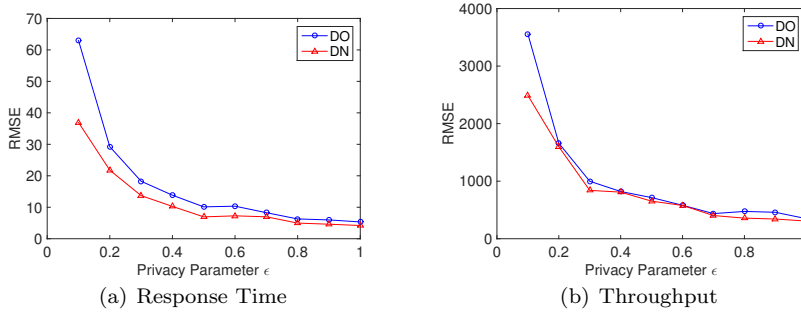 70
60
50
40
30
20
10
0
RMSE
0 0.2 0.4 0.6 0.8 1
Privacy Parameter ϵ
DO
DN
(a) Response Time
4000
3000
2000
1000
0
RMSE
0 0.2 0.4 0.6 0.8
Privacy Parameter ϵ
DO
DN
(b) Throughput